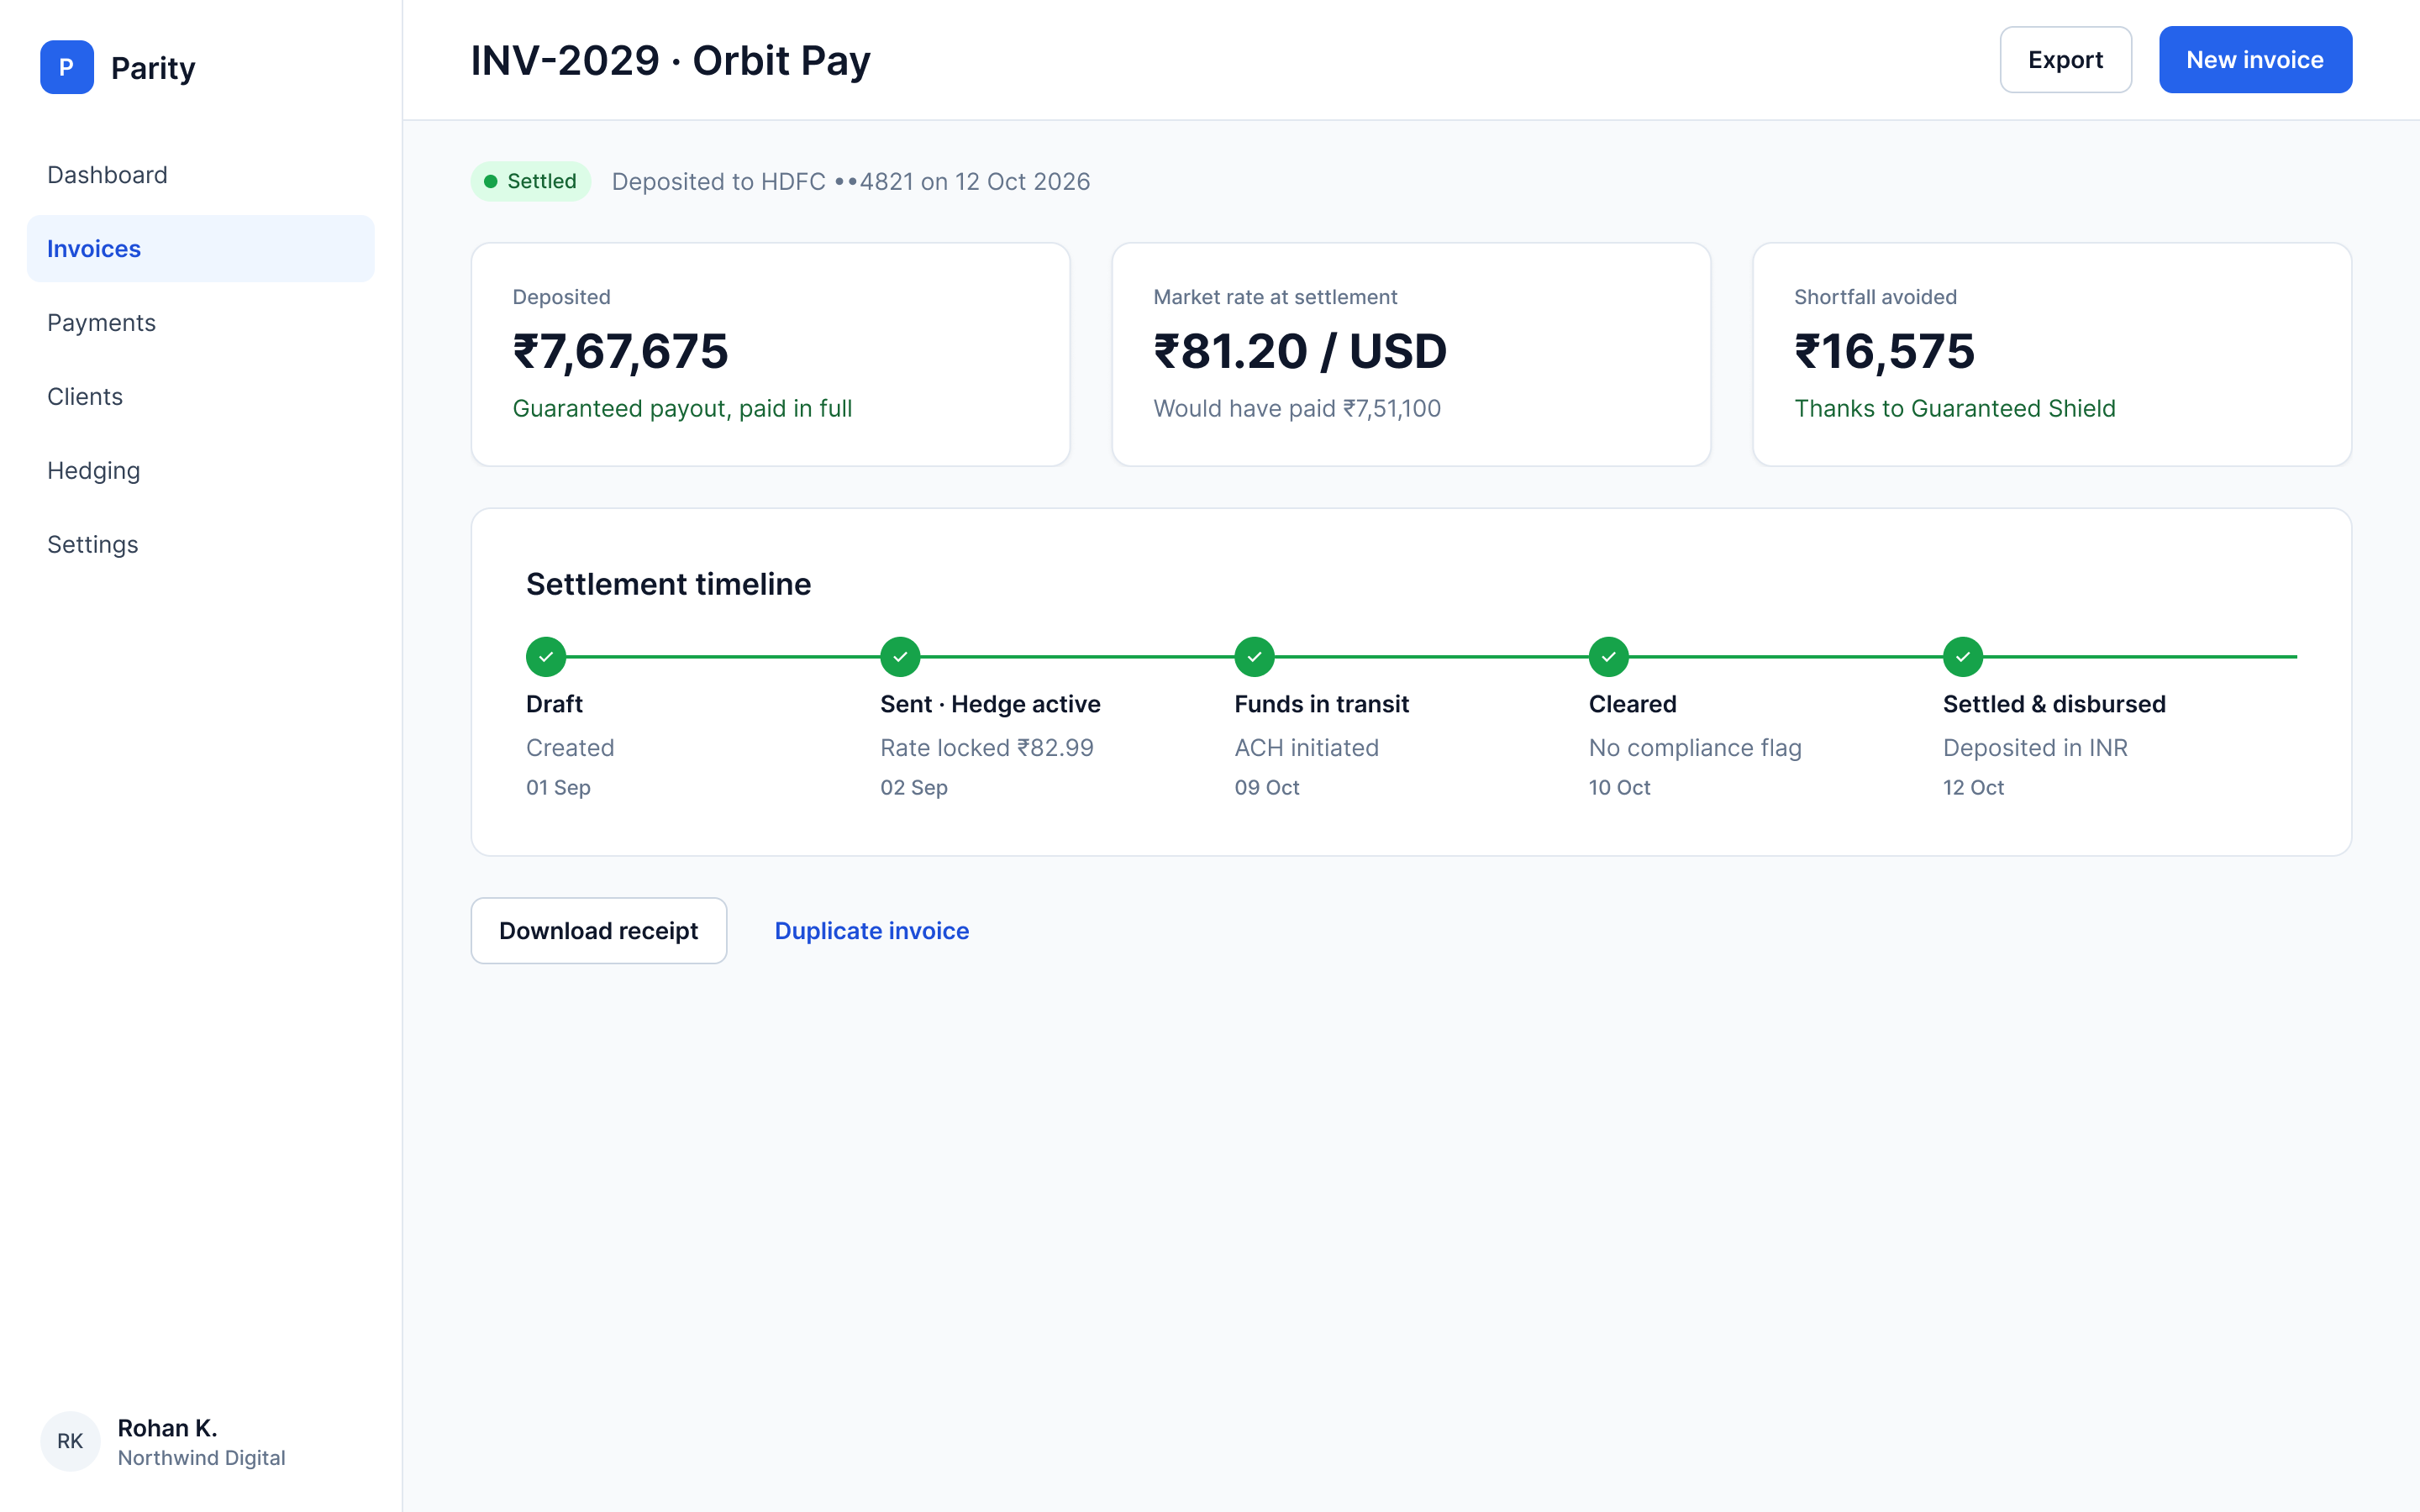 P
Parity
Dashboard
Invoices
Payments
Clients
Hedging
Settings
RK
Rohan K.
Northwind Digital
INV-2029 · Orbit Pay
Export
New invoice
Settled
Deposited to HDFC ••4821 on 12 Oct 2026
Deposited
₹7,67,675
Guaranteed payout, paid in full
Market rate at settlement
₹81.20 / USD
Would have paid ₹7,51,100
Shortfall avoided
₹16,575
Thanks to Guaranteed Shield
Settlement timeline
Draft
Created
01 Sep
Sent · Hedge active
Rate locked ₹82.99
02 Sep
Funds in transit
ACH initiated
09 Oct
Cleared
No compliance flag
10 Oct
Settled & disbursed
Deposited in INR
12 Oct
Download receipt
Duplicate invoice